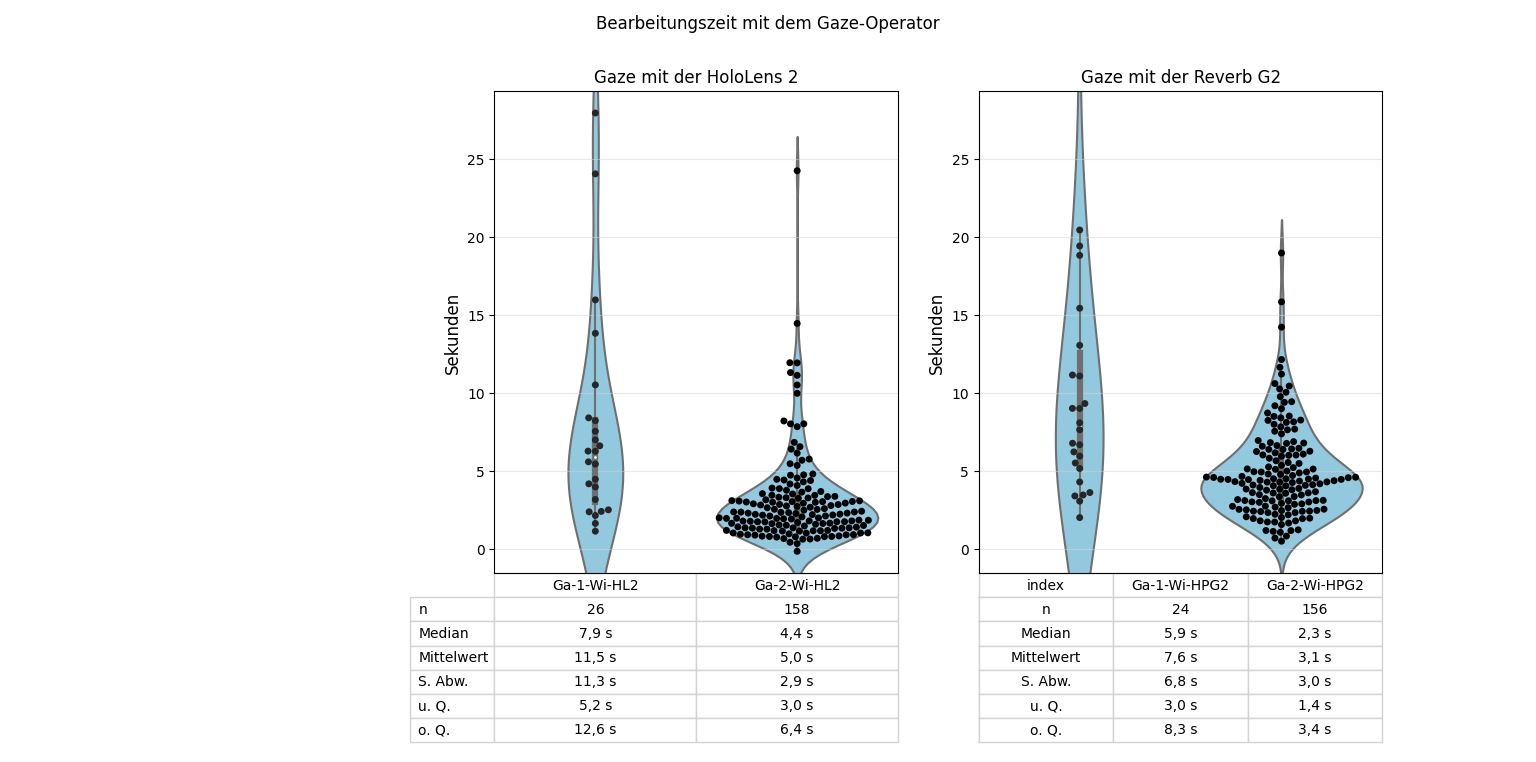 Bearbeitungszeit mit dem Gaze-Operator
Gaze mit der HoloLens 2
Sekunden
25
20
15
10
5
0
Ga-1-Wi-HL2 Ga-2-Wi-HL2
n 26 158
Median 7,9 s 4,4 s
Mittelwert 11,5 s 5,0 s
S. Abw. 11,3 s 2,9 s
u. Q. 5,2 s 3,0 s
o. Q. 12,6 s 6,4 s
Gaze mit der Reverb G2
Sekunden
25
20
15
10
5
0
index Ga-1-Wi-HPG2 Ga-2-Wi-HPG2
n 24 156
Median 5,9 s 2,3 s
Mittelwert 7,6 s 3,1 s
S. Abw. 6,8 s 3,0 s
u. Q. 3,0 s 1,4 s
o. Q. 8,3 s 3,4 s